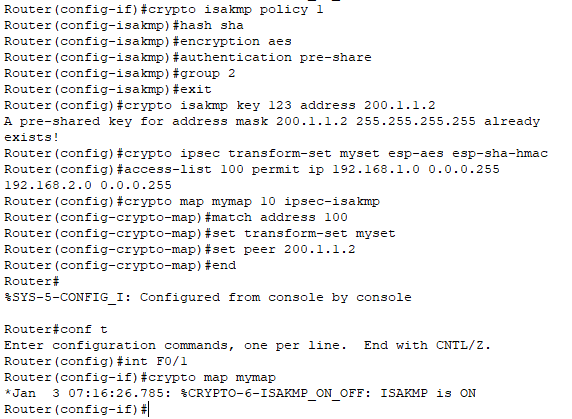 Router(config-if)#crypto isakmp policy 1
Router(config-isakmp)#hash sha
Router(config-isakmp)#encryption aes
Router(config-isakmp)#authentication pre-share
Router(config-isakmp)#group 2
Router(config-isakmp)#exit
Router(config)#crypto isakmp key 123 address 200.1.1.2
A pre-shared key for address mask 200.1.1.2 255.255.255.255 already
exists!
Router(config)#crypto ipsec transform-set myset esp-aes esp-sha-hmac
Router(config)#access-list 100 permit ip 192.168.1.0 0.0.0.255
192.168.2.0 0.0.0.255
Router(config)#crypto map mymap 10 ipsec-isakmp
Router(config-crypto-map)#match address 100
Router(config-crypto-map)#set transform-set myset
Router(config-crypto-map)#set peer 200.1.1.2
Router(config-crypto-map)#end
Router#
%SYS-5-CONFIG_I: Configured from console by console

Router#conf t
Enter configuration commands, one per line.  End with CNTL/Z.
Router(config)#int F0/1
Router(config-if)#crypto map mymap
*Jan  3 07:16:26.785: %CRYPTO-6-ISAKMP_ON_OFF: ISAKMP is ON
Router(config-if)#